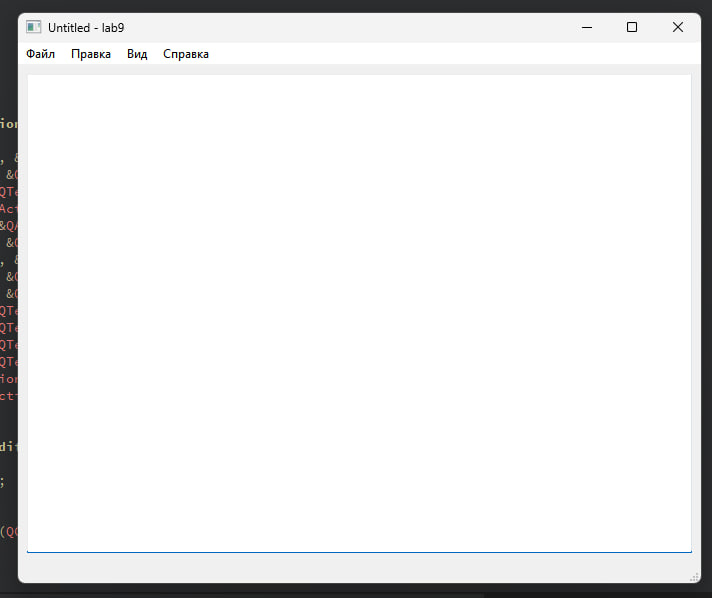 Untitled - lab9
Файл Правка Вид Справка
ion
, &
&Q
QTe
Act
&QA
&Q
, &
&Q
&Q
QTe
QTe
QTe
QTe
ion
cti
dit
;
(QC